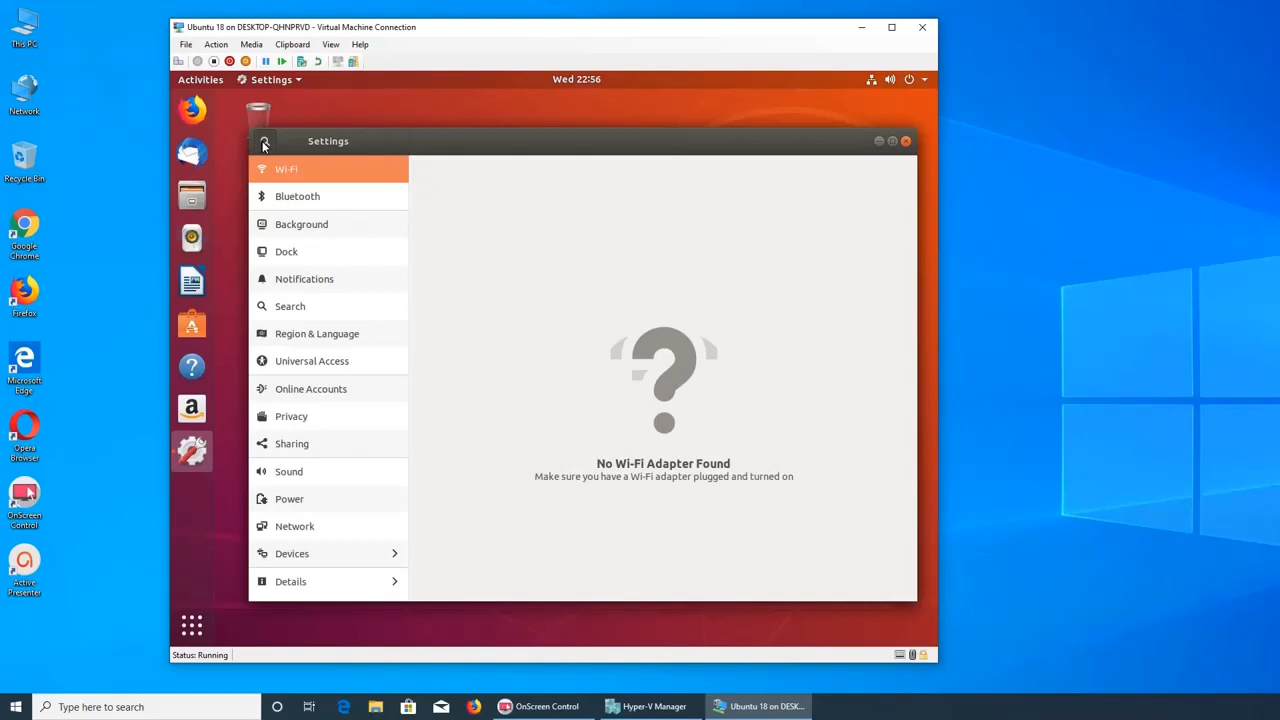 This PC
Network
Recycle Bin
Google
Chrome
Firefox
Microsoft
Edge
Opera
Browser
OnScreen
Control
Active
Presenter
Ubuntu 18 on DESKTOP-QHNPRVD - Virtual Machine Connection
File Action Media Clipboard View Help
Activities Settings Wed 22:56
Settings
Wi-Fi
Bluetooth
Background
Dock
Notifications
Search
Region & Language
Universal Access
Online Accounts
Privacy
Sharing
Sound
Power
Network
Devices
Details
No Wi-Fi Adapter Found
Make sure you have a Wi-Fi adapter plugged and turned on
Status: Running
Type here to search
OnScreen Control
Hyper-V Manager
Ubuntu 18 on DESK...